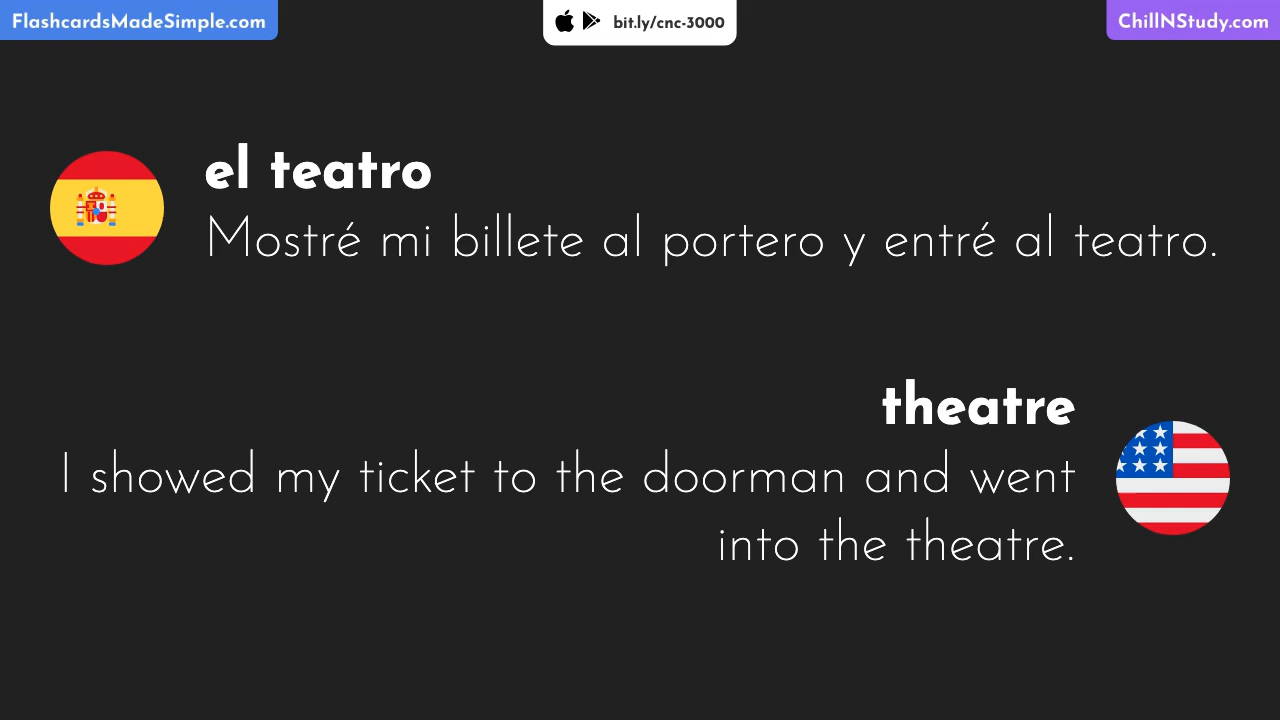 FlashcardsMadeSimple.com
bit.ly/cnc-3000
ChillNStudy.com
el teatro
Mostré mi billete al portero y entré al teatro.
theatre
I showed my ticket to the doorman and went
into the theatre.